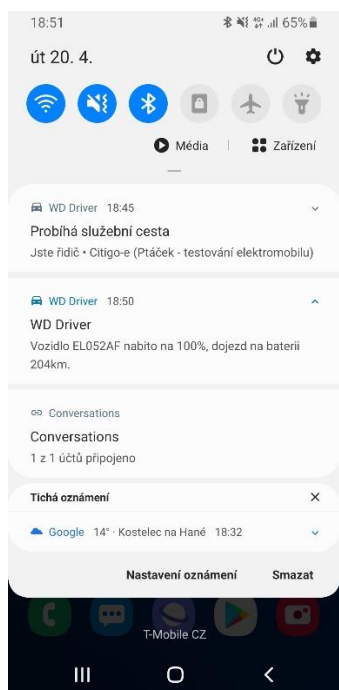 18:51 4G+ 65%
út 20. 4.
Média | Zařízení
WD Driver 18:45
Probíhá služební cesta
Jste řidič • Citigo-e (Ptáček - testování elektromobilu)
WD Driver 18:50
WD Driver
Vozidlo EL052AF nabito na 100%, dojezd na baterii
204km.
Conversations
Conversations
1 z 1 účtů připojeno
Tichá oznámení
Google 14° · Kostelec na Hané 18:32
Nastavení oznámení Smazat
T-Mobile CZ